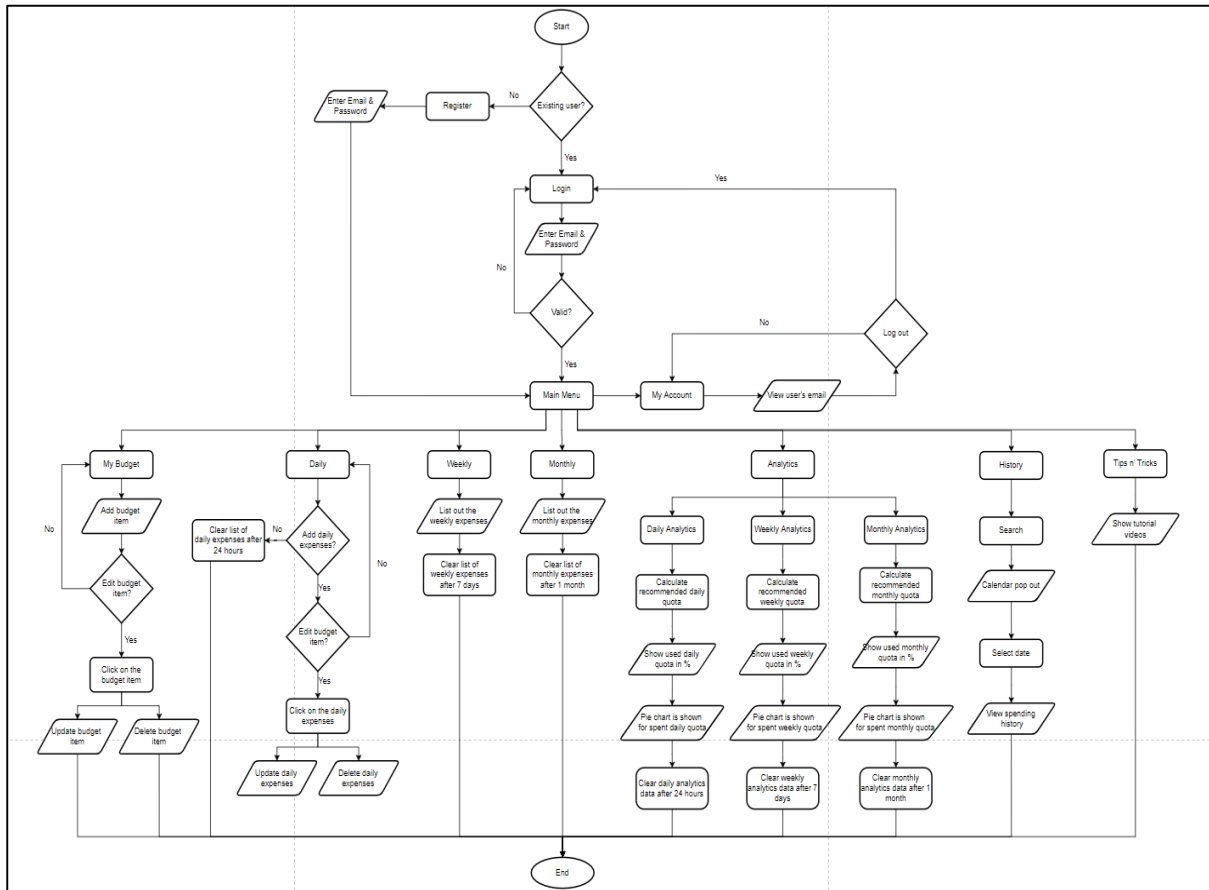 Start
Enter Email &
Password
Register
No
Existing user?
Yes
Login
Yes
Enter Email &
Password
No
Valid?
No
Log out
Yes
Main Menu
My Account
View user's email
My Budget
Daily
Weekly
Monthly
Analytics
History
Tips n' Tricks
No
Add budget
item
Clear list of
daily expenses after
24 hours
No
Add daily
expenses?
No
List out the
weekly expenses
List out the
monthly expenses
Daily Analytics
Weekly Analytics
Monthly Analytics
Search
Show tutorial
videos
Edit budget
item?
Yes
Clear list of
weekly expenses
after 7 days
Clear list of
monthly expenses
after 1 month
Calculate
recommended daily
quota
Calculate
recommended
weekly quota
Calculate
recommended
monthly quota
Calendar pop out
Yes
Edit budget
item?
Yes
Click on the
budget item
Show used daily
quota in %
Show used weekly
quota in %
Show used monthly
quota in %
Select date
Click on the daily
expenses
Update budget
item
Delete budget
item
Pie chart is shown
for spent daily quota
Pie chart is shown
for spent weekly quota
Pie chart is shown
for spent monthly quota
View spending
history
Update daily
expenses
Delete daily
expenses
Clear daily analytics
data after 24 hours
Clear weekly
analytics data after 7
days
Clear monthly
analytics data after 1
month
End